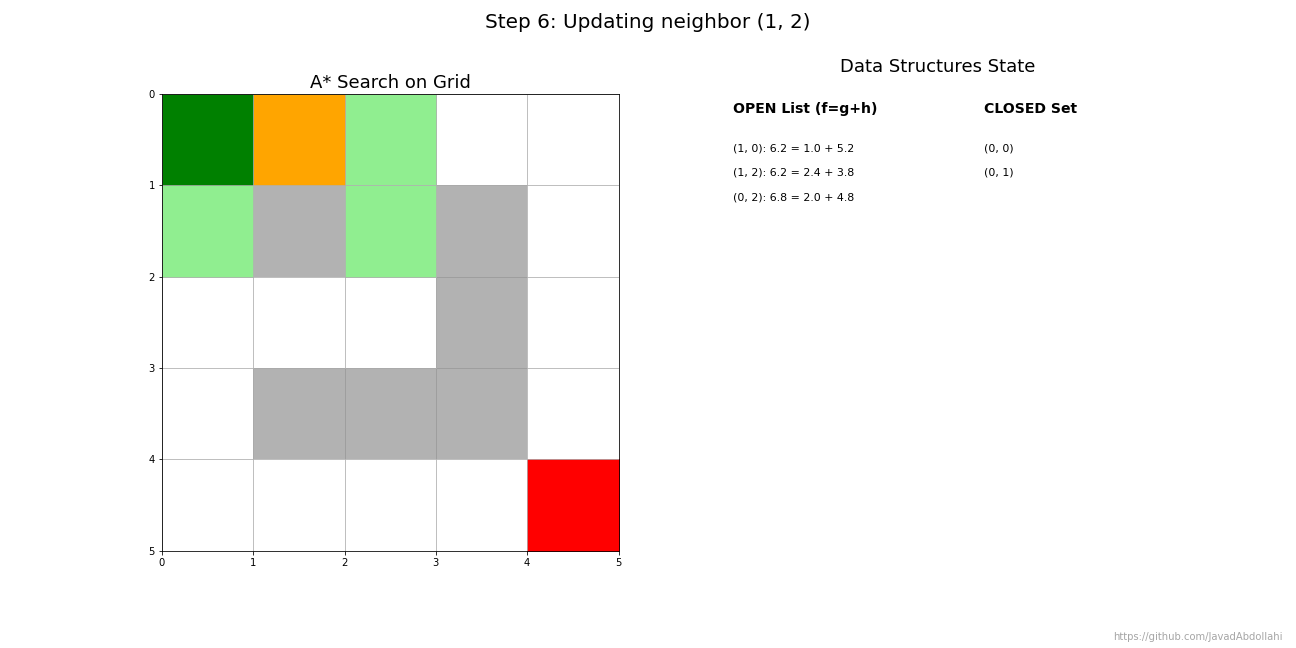 Step 6: Updating neighbor (1, 2)
A* Search on Grid
0
1
2
3
4
5
0 1 2 3 4 5
Data Structures State
OPEN List (f=g+h) CLOSED Set
(1, 0): 6.2 = 1.0 + 5.2 (0, 0)
(1, 2): 6.2 = 2.4 + 3.8 (0, 1)
(0, 2): 6.8 = 2.0 + 4.8
https://github.com/JavadAbdollahi